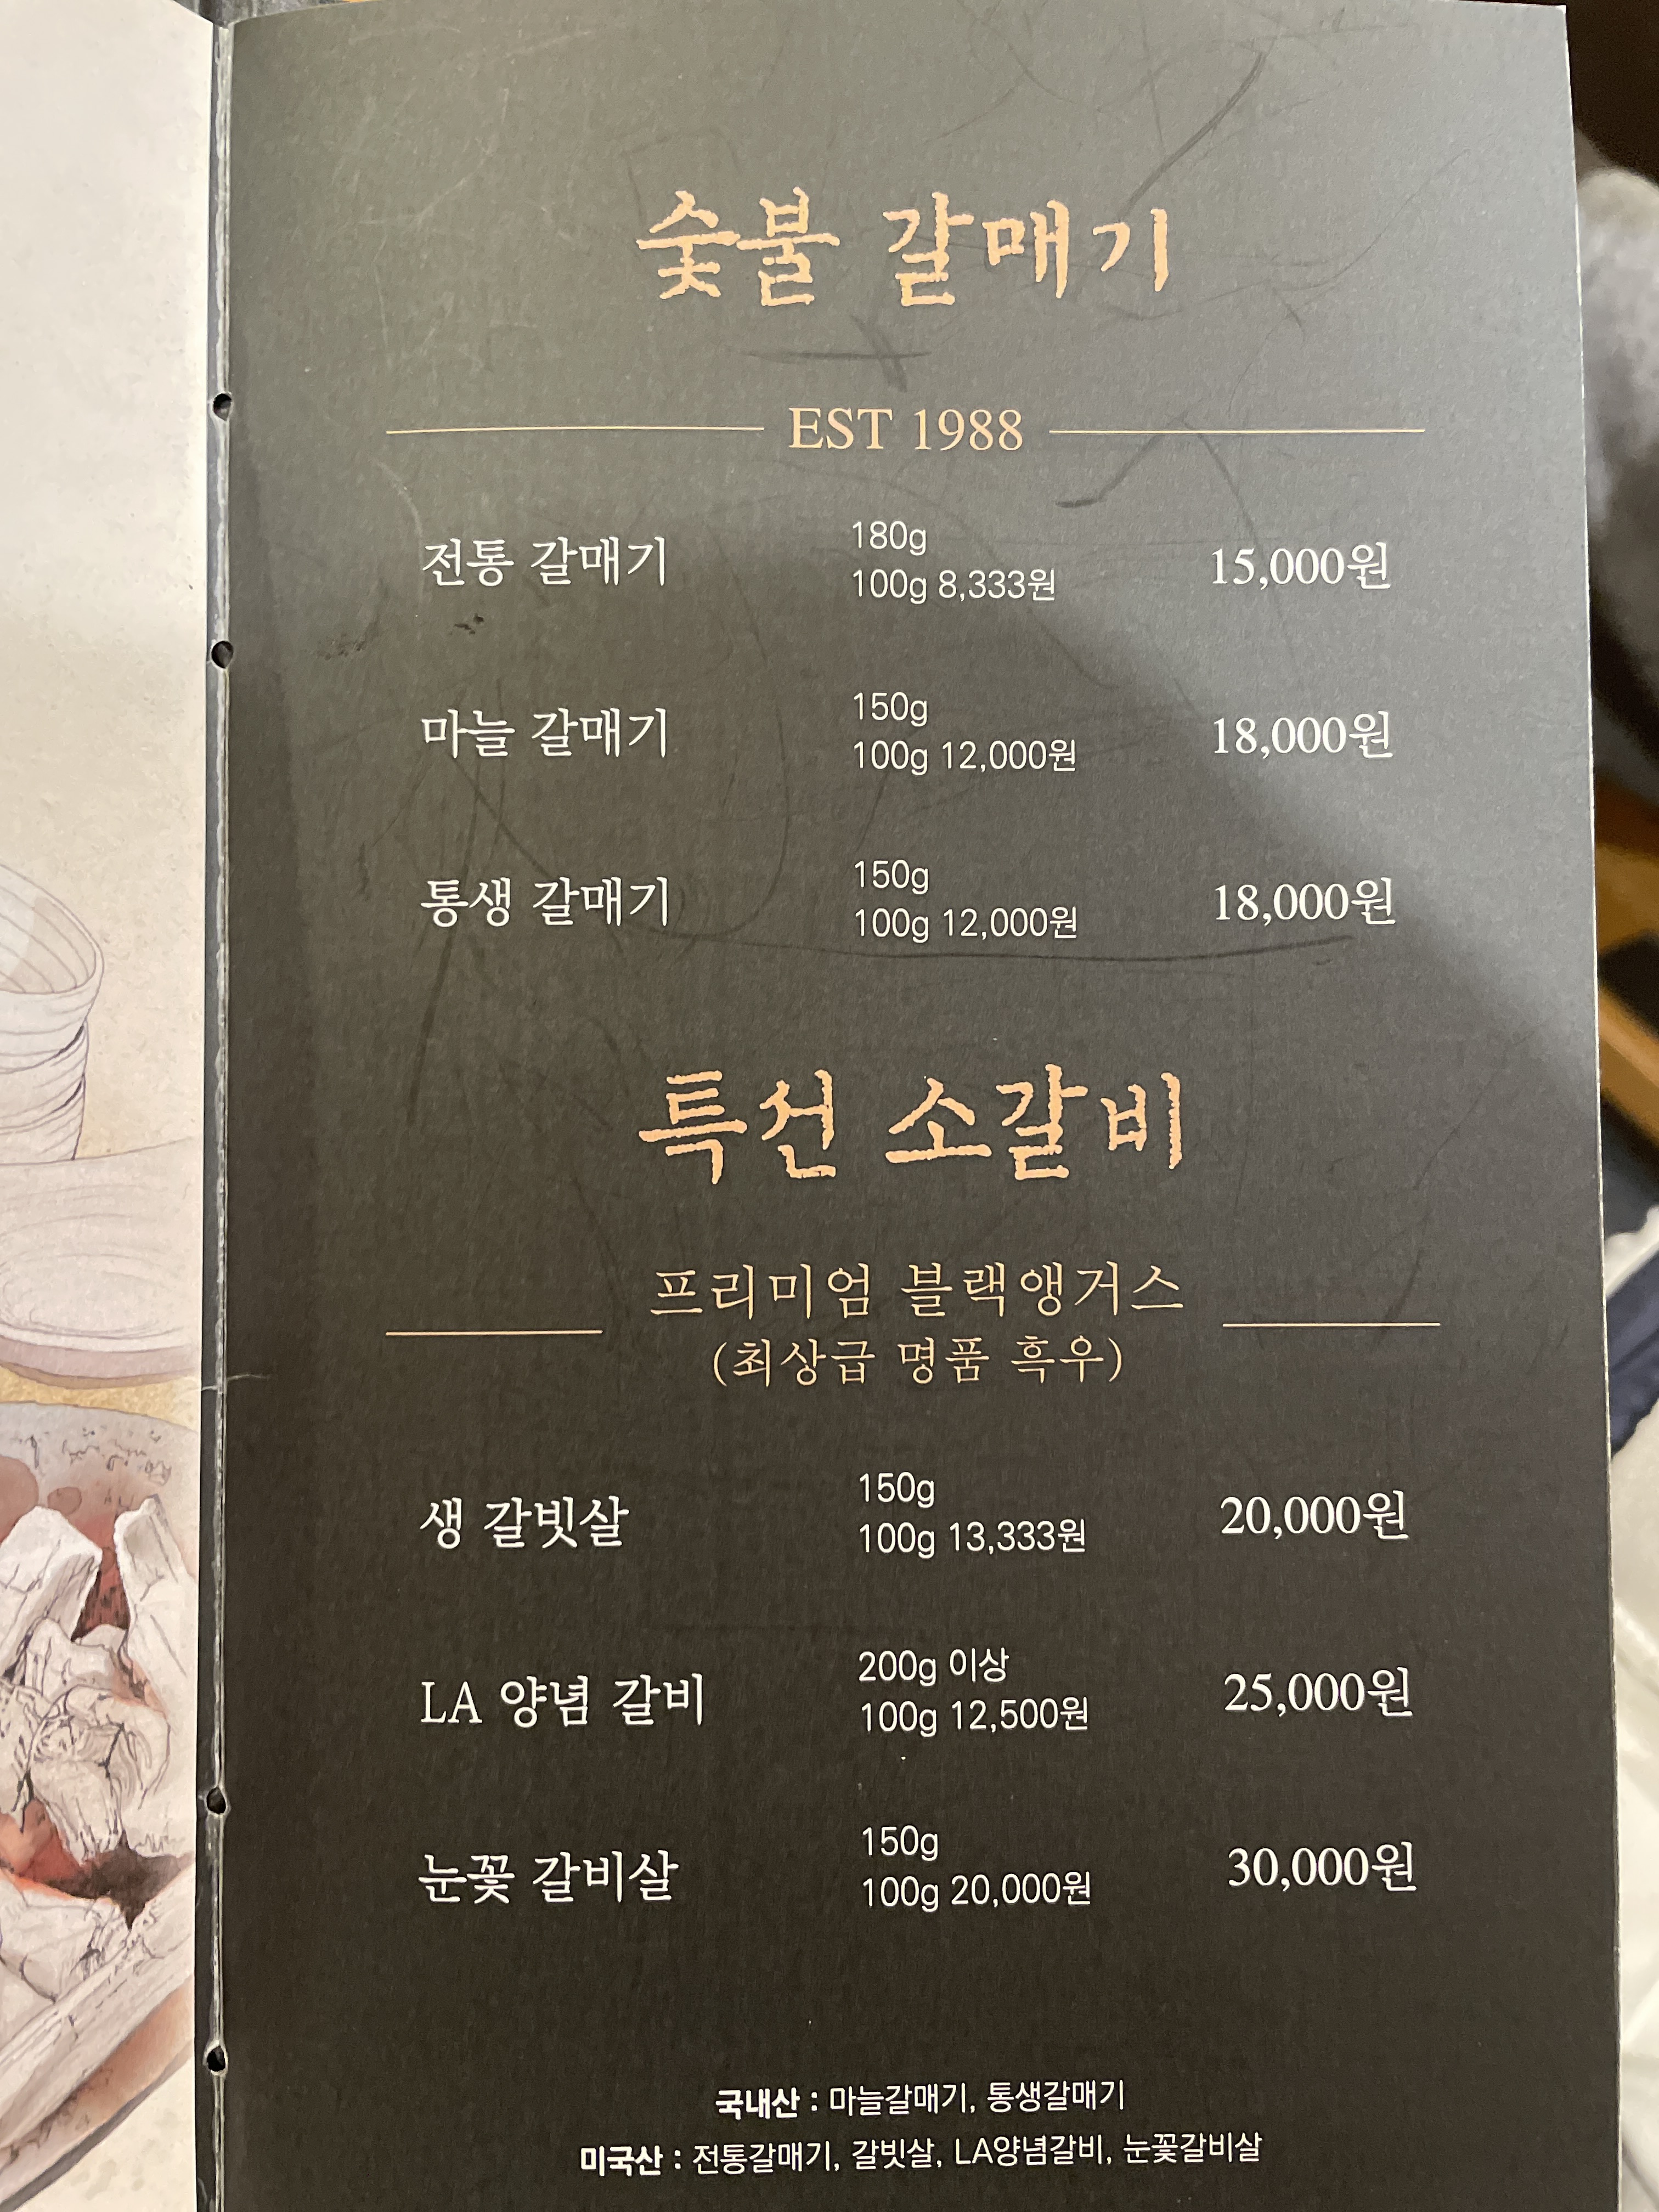 숯불 갈매기
EST 1988
전통 갈매기
180g
100g 8,333원
15,000원
마늘 갈매기
150g
100g 12,000원
18,000원
통생 갈매기
150g
100g 12,000원
18,000원
특선 소갈비
프리미엄 블랙앵거스
(최상급 명품 흑우)
생 갈빗살
150g
100g 13,333원
20,000원
LA 양념 갈비
200g 이상
100g 12,500원
25,000원
눈꽃 갈비살
150g
100g 20,000원
30,000원
국내산 : 마늘갈매기, 통생갈매기
미국산 : 전통갈매기, 갈빗살, LA양념갈비, 눈꽃갈비살